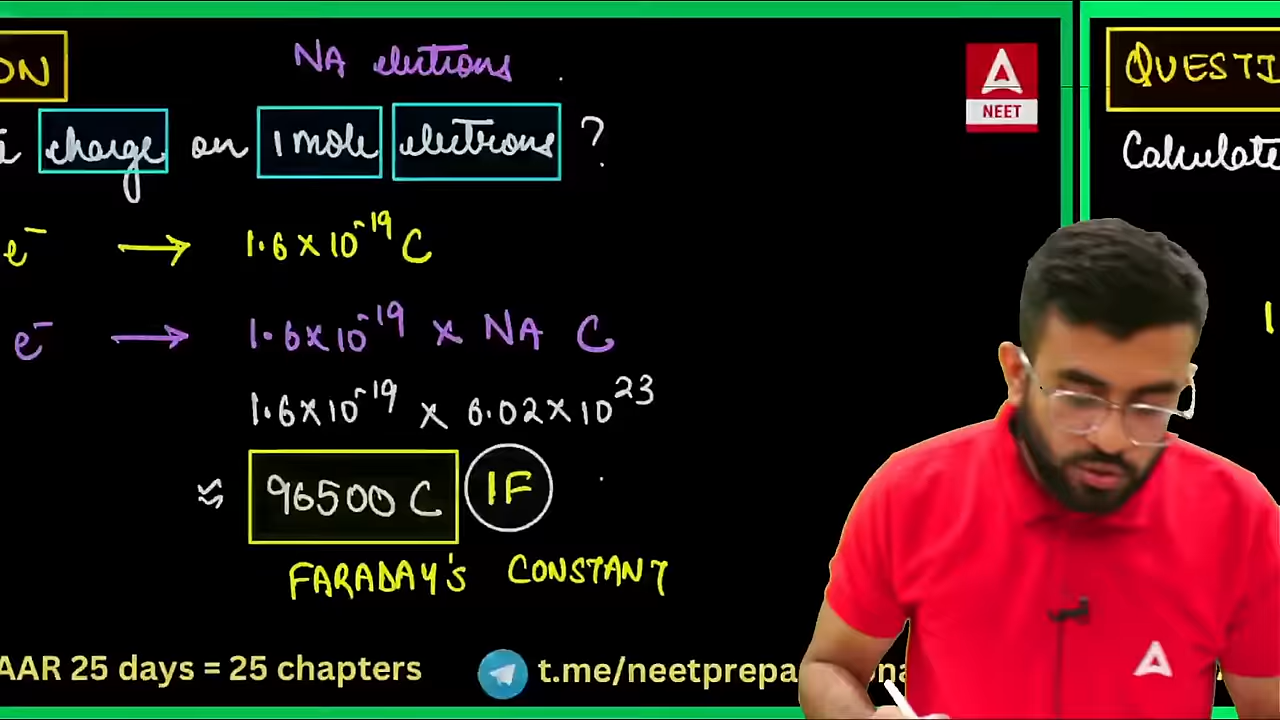 ON
NA electrons
charge on 1 mole electrons ?
e⁻ → 1.6×10⁻¹⁹ C
e⁻ → 1.6×10⁻¹⁹ × NA C
1.6×10⁻¹⁹ × 6.02×10²³
≈ 96500 C 1F
FARADAY'S CONSTANT
AAR 25 days = 25 chapters
t.me/neetprepa
NEET
QUESTI
Calculate